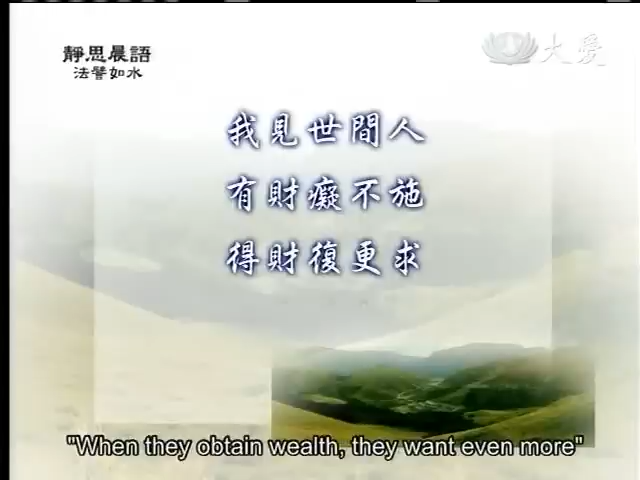 靜思晨語
法譬如水
大愛
我見世間人
有財癡不施
得財復更求
"When they obtain wealth, they want even more"